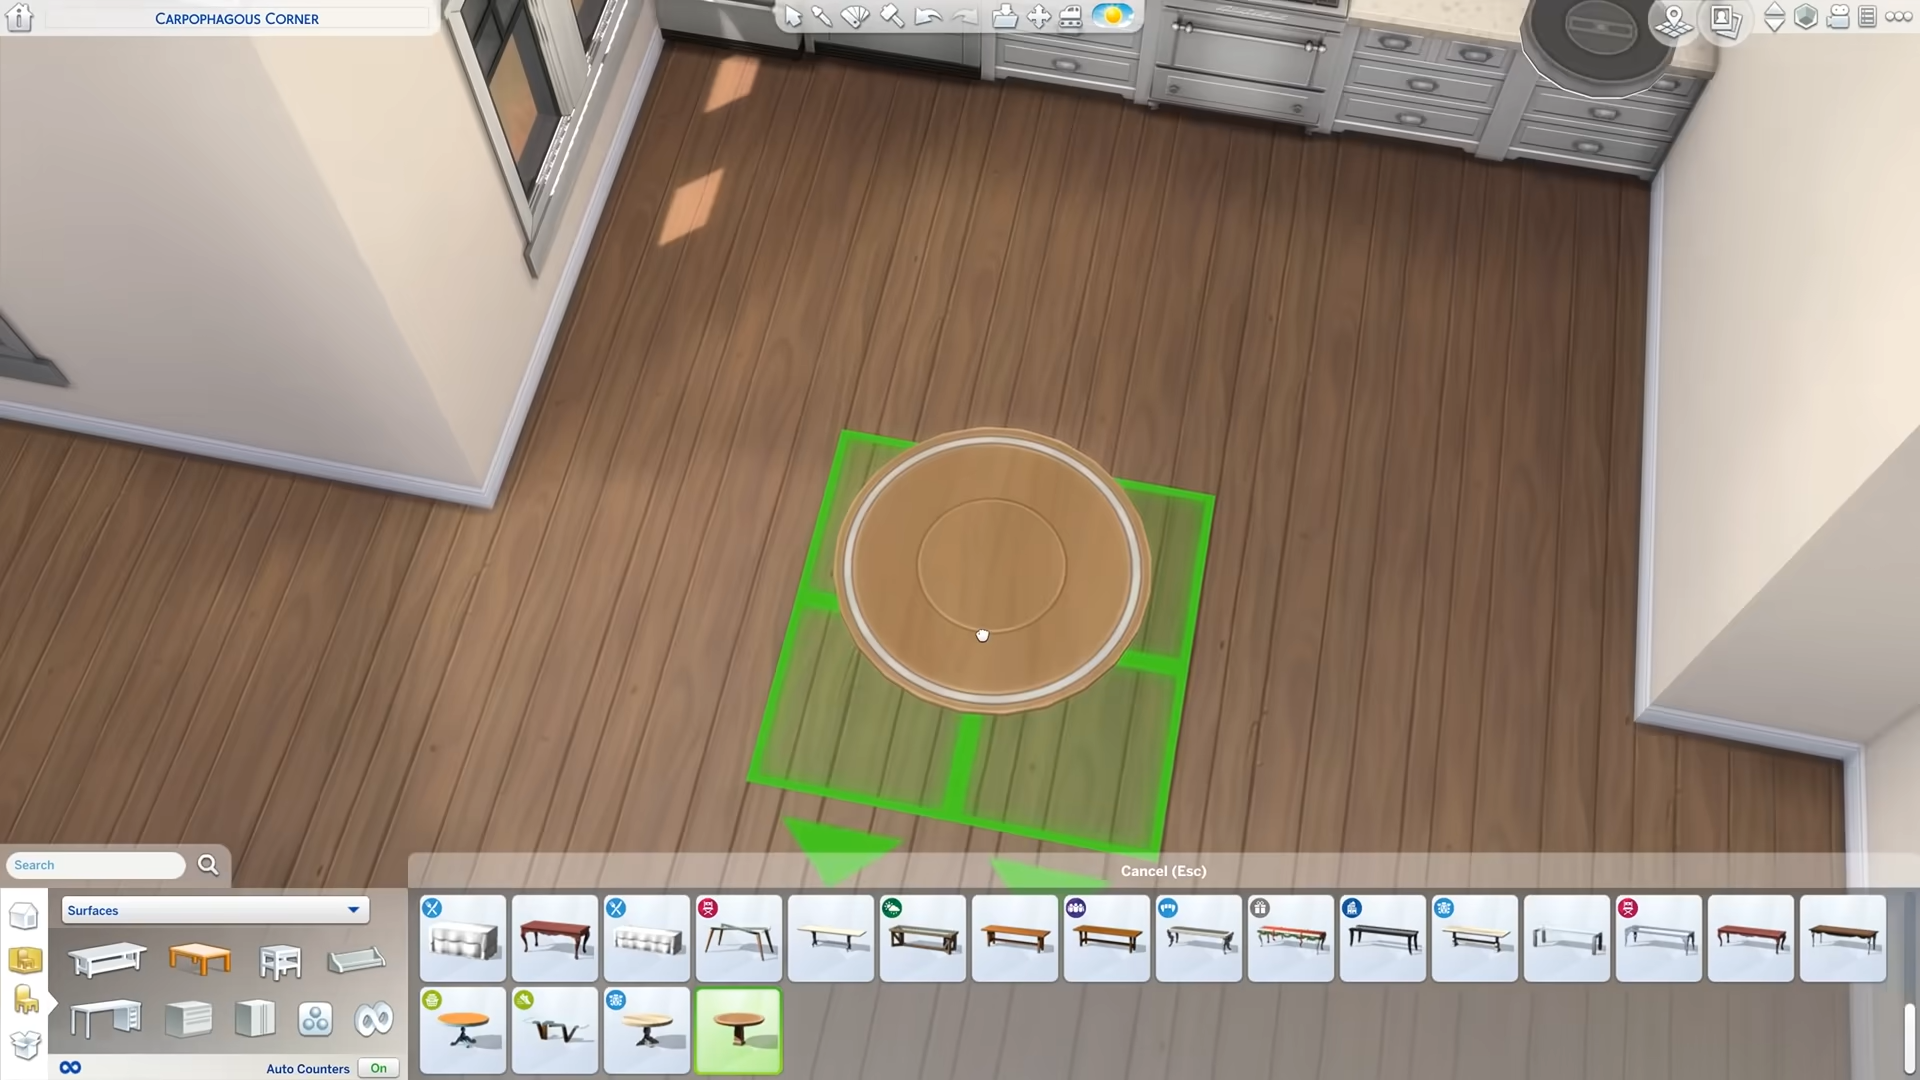 CARPOPHAGOUS CORNER
Cancel (Esc)
Search
Surfaces
Auto Counters On